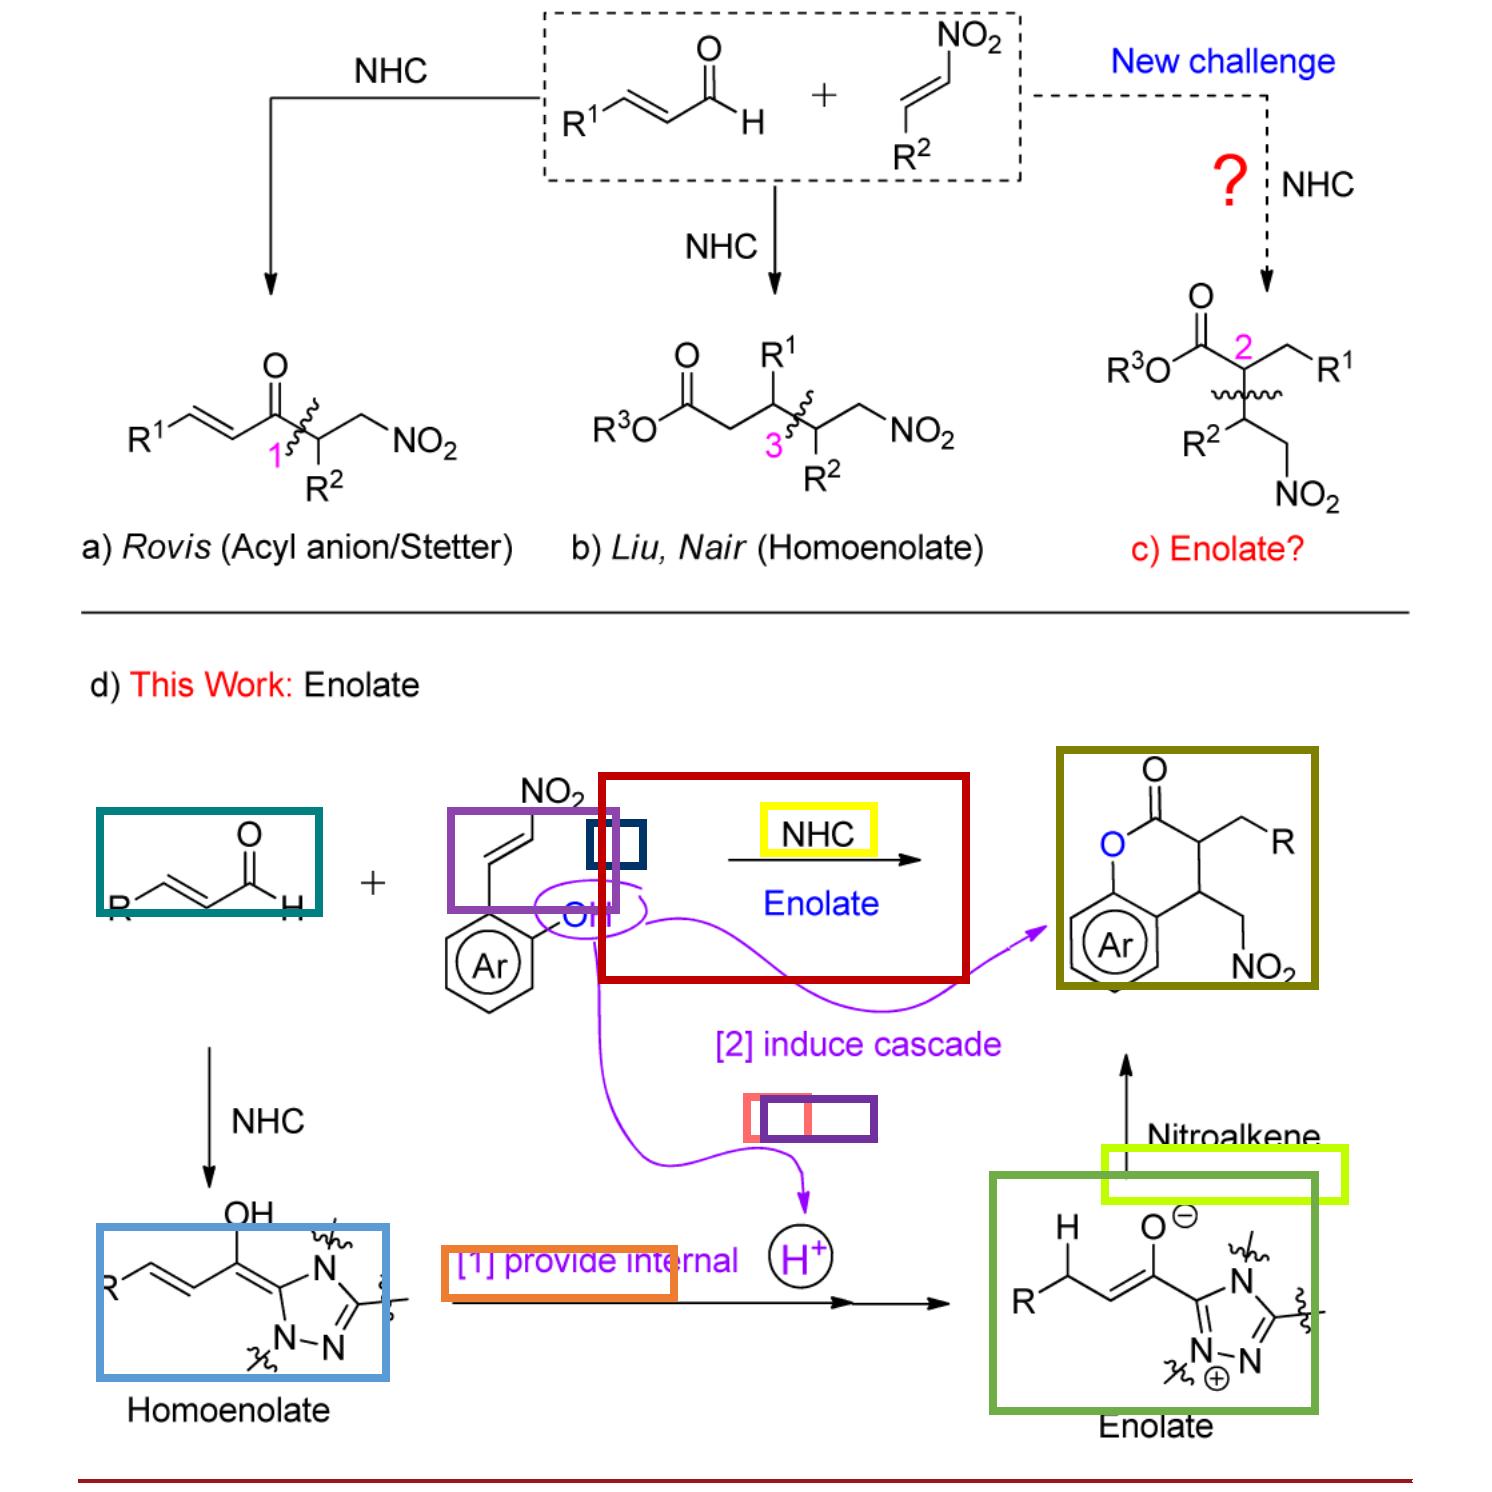 NHC
O
R1
H
+
NO2
R2
New challenge
?
NHC
NHC
O
R1
1
NO2
R2
O
R1
R3O
3
NO2
R2
O
R3O
2
R1
R2
NO2
a) Rovis (Acyl anion/Stetter)
b) Liu, Nair (Homoenolate)
c) Enolate?
d) This Work: Enolate
O
R
H
+
NO2
OH
Ar
NHC
Enolate
O
O
R
Ar
NO2
[2] induce cascade
NHC
Nitroalkene
OH
R
N
N
N
Homoenolate
[1] provide internal
H+
H
O⊖
R
N
N
N
⊕
Enolate